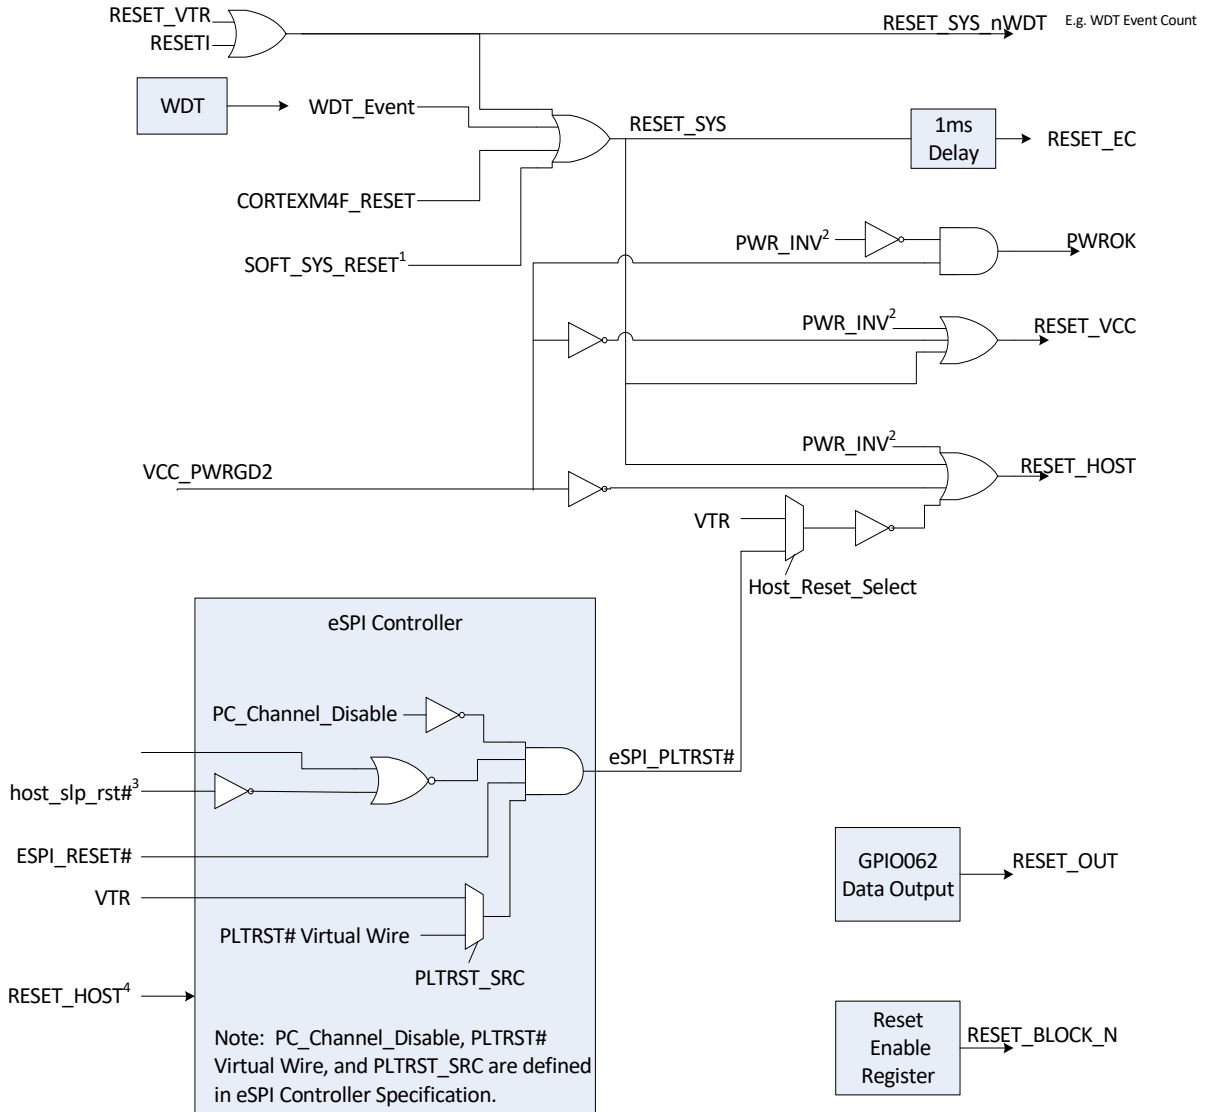 RESET_VTR
RESETI
RESET_SYS_nWDT
E.g. WDT Event Count
WDT
WDT_Event
RESET_SYS
1ms
Delay
RESET_EC
CORTEXM4F_RESET
SOFT_SYS_RESET1
PWR_INV2
PWROK
PWR_INV2
RESET_VCC
PWR_INV2
RESET_HOST
VCC_PWRGD2
VTR
Host_Reset_Select
eSPI Controller
PC_Channel_Disable
eSPI_PLTRST#
host_slp_rst#3
ESPI_RESET#
VTR
PLTRST# Virtual Wire
PLTRST_SRC
RESET_HOST4
Note: PC_Channel_Disable, PLTRST#
Virtual Wire, and PLTRST_SRC are defined
in eSPI Controller Specification.
GPIO062
Data Output
RESET_OUT
Reset
Enable
Register
RESET_BLOCK_N